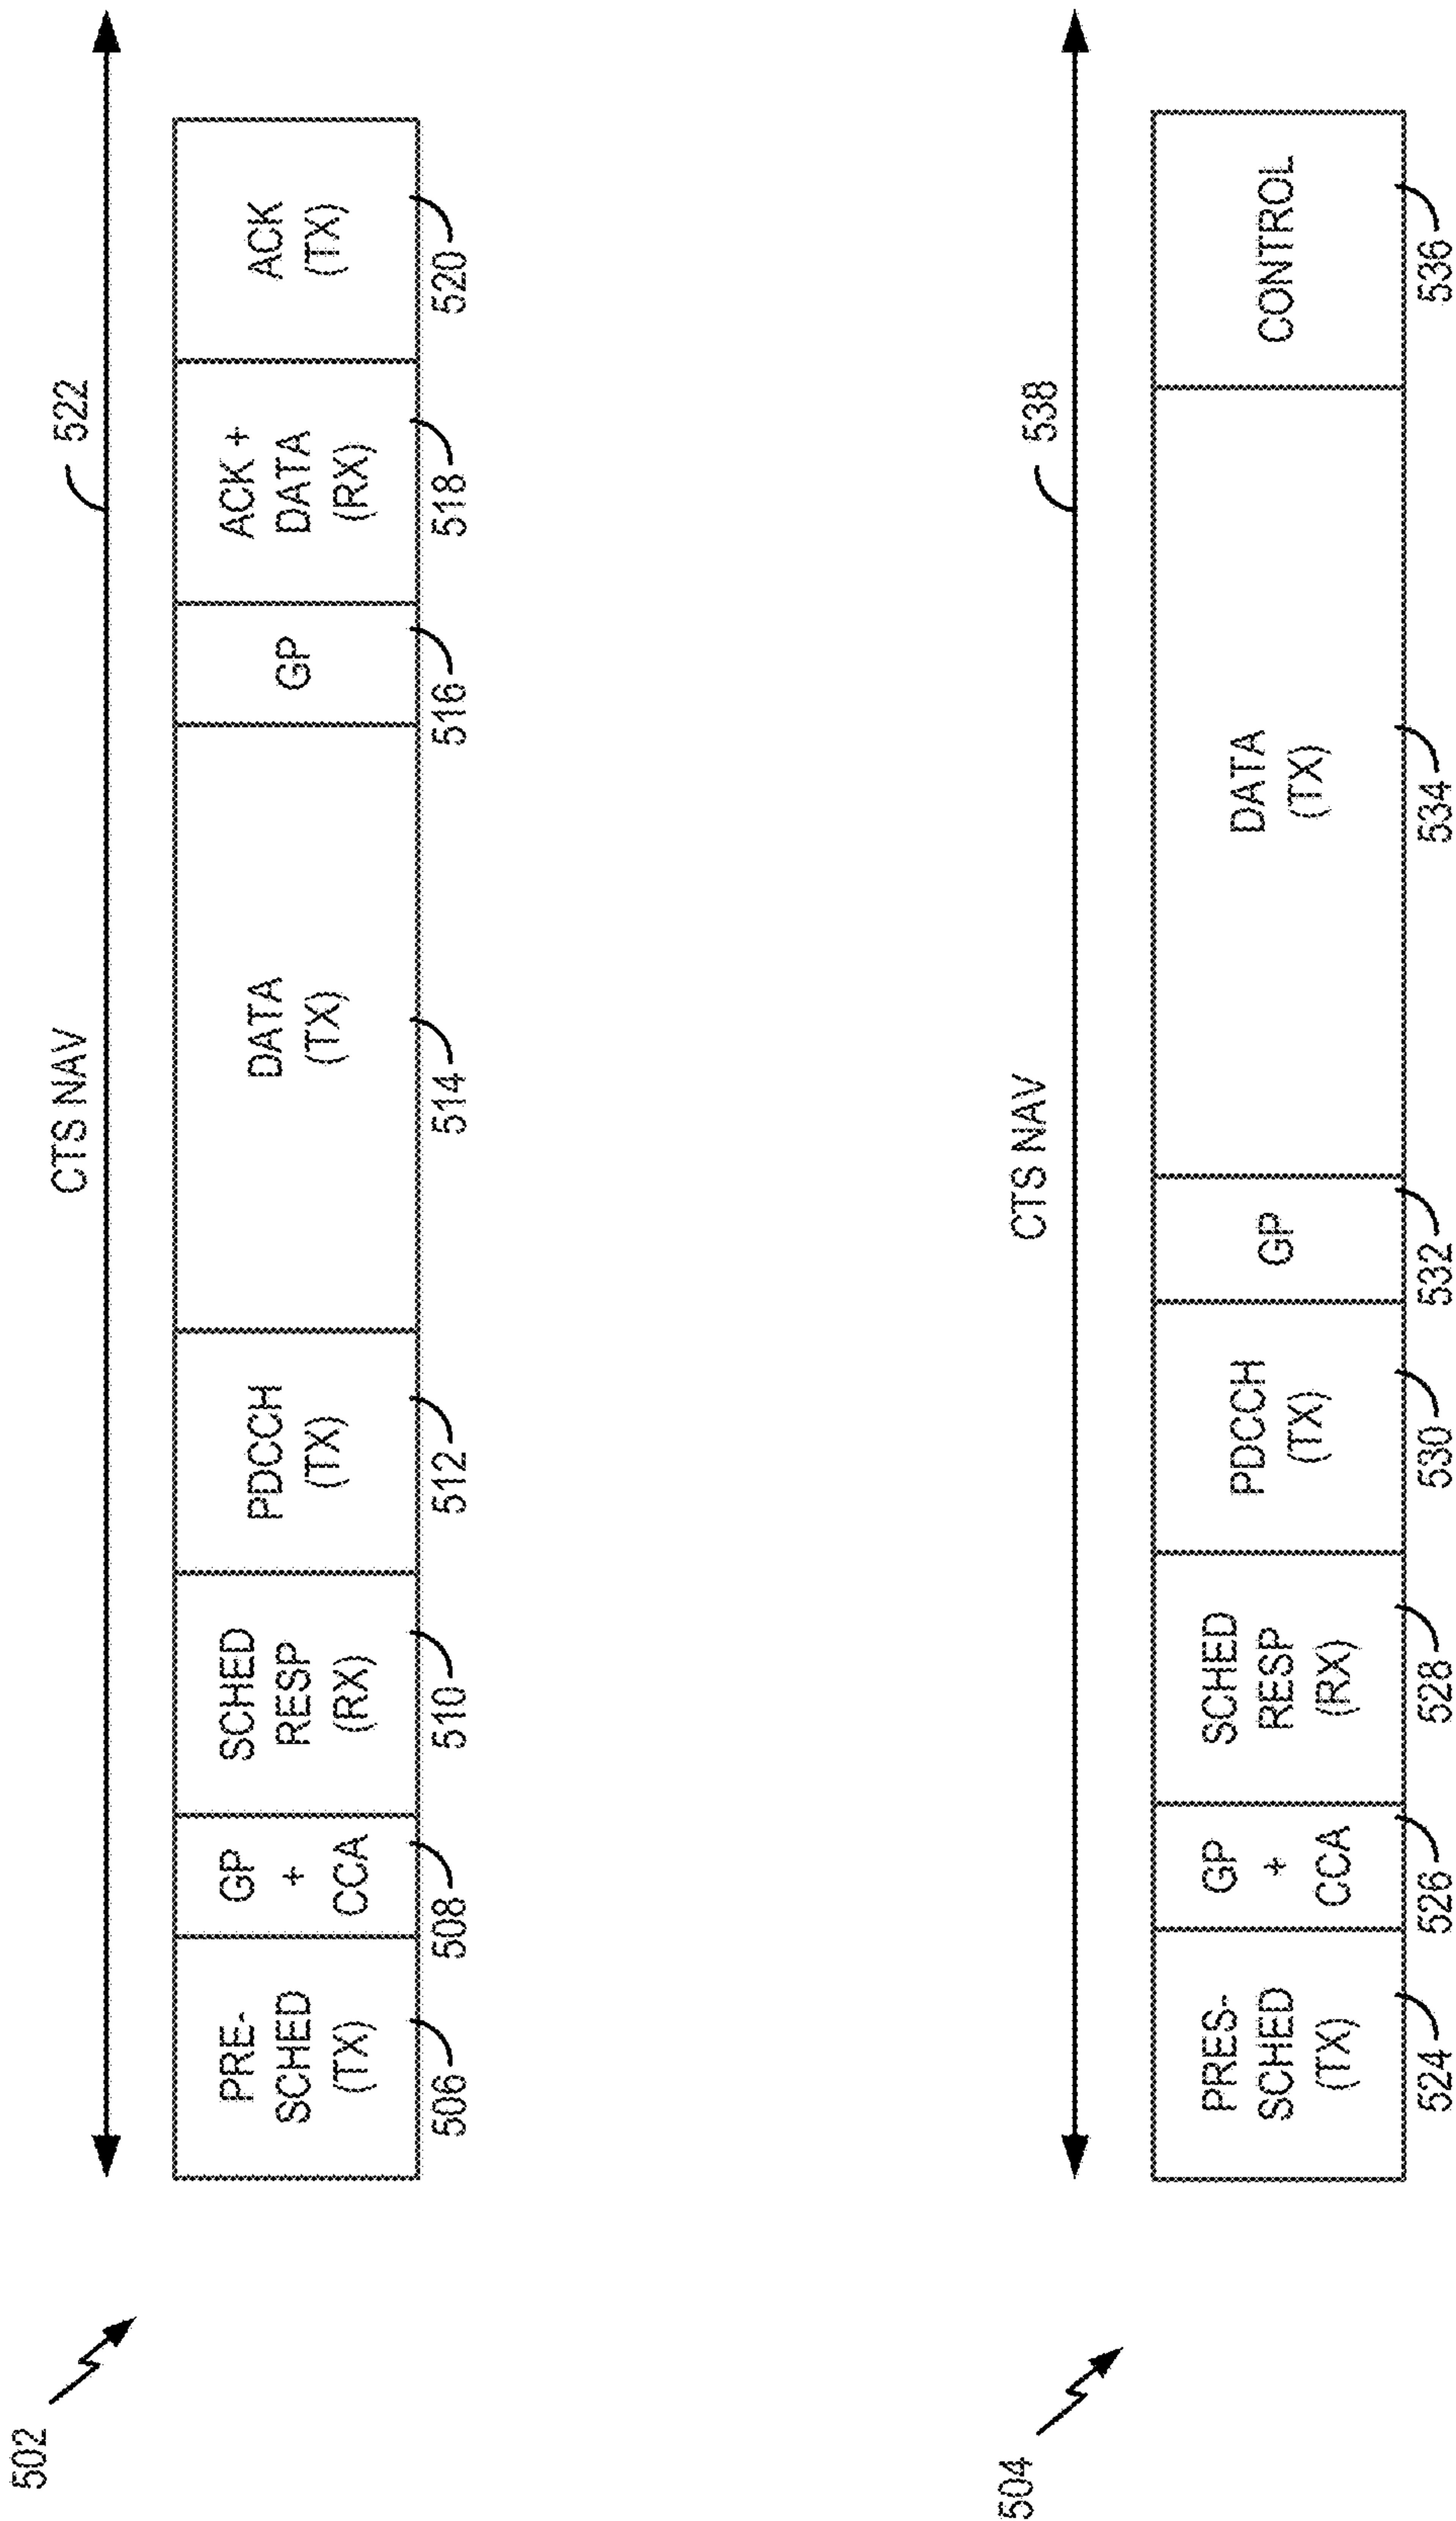 502
CTS NAV
522
PRE-
SCHED
(TX)
506
GP
+
CCA
508
SCHED
RESP
(RX)
510
PDCCH
(TX)
512
DATA
(TX)
514
GP
516
ACK +
DATA
(RX)
518
ACK
(TX)
520
504
CTS NAV
538
PRES-
SCHED
(TX)
524
GP
+
CCA
526
SCHED
RESP
(RX)
528
PDCCH
(TX)
530
GP
532
DATA
(TX)
534
CONTROL
536